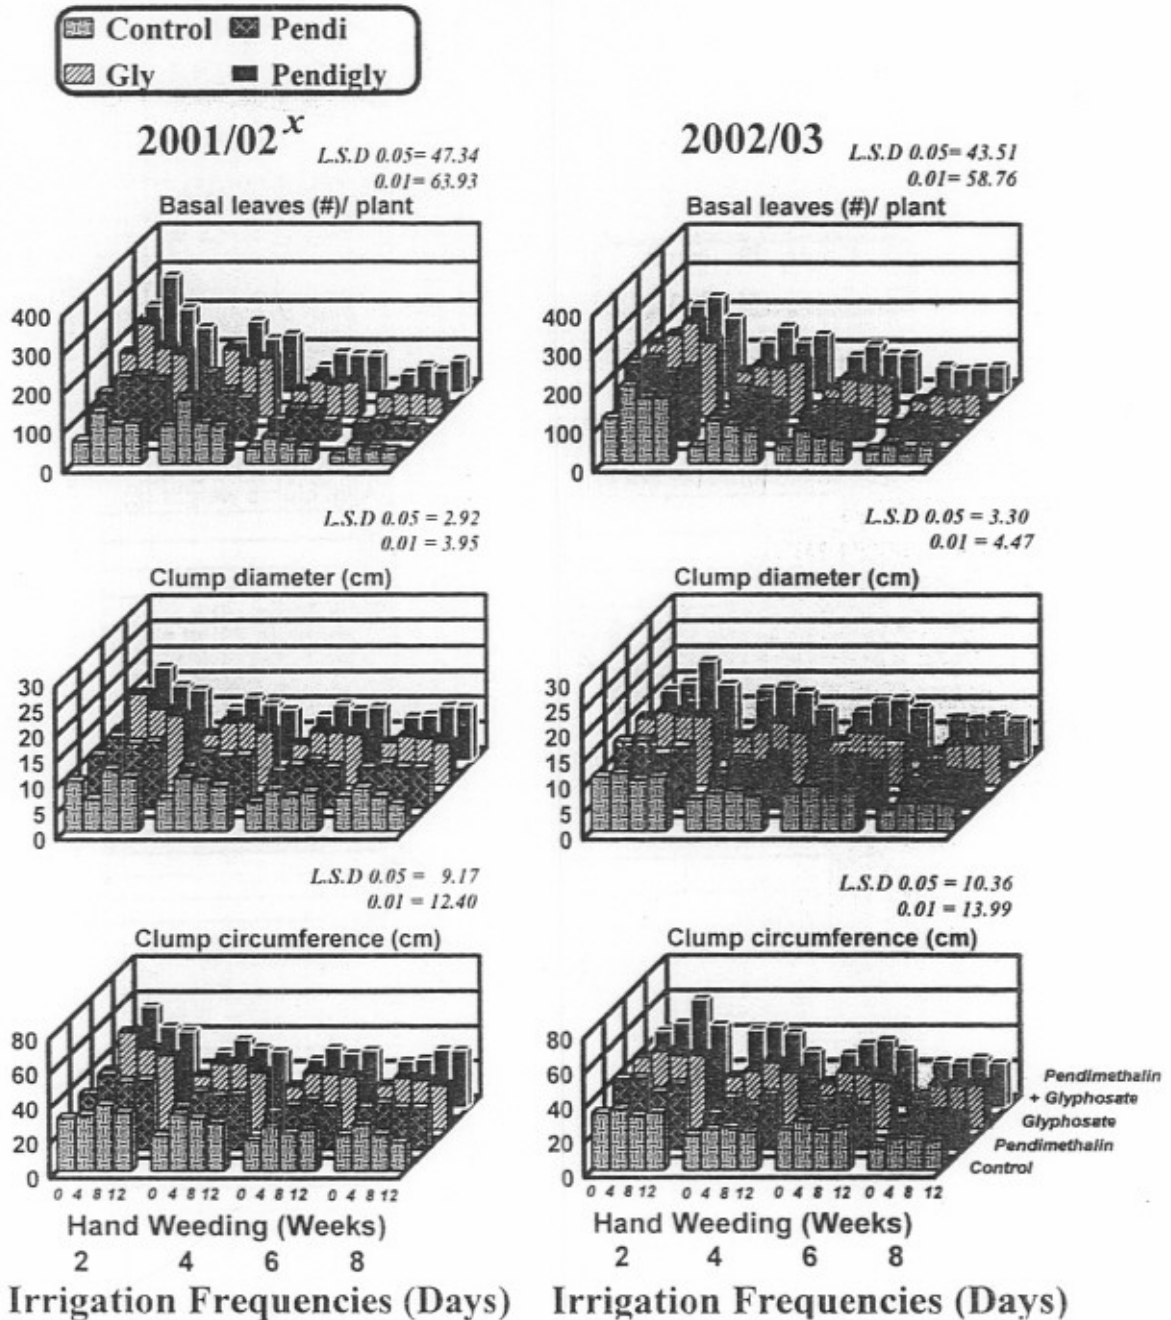 Control Pendi
Gly Pendigly
2001/02 x
L.S.D 0.05= 47.34
0.01= 63.93
Basal leaves (#)/ plant
400
300
200
100
0
L.S.D 0.05 = 2.92
0.01 = 3.95
Clump diameter (cm)
30
25
20
15
10
5
0
L.S.D 0.05 = 9.17
0.01 = 12.40
Clump circumference (cm)
80
60
40
20
0
0 4 8 12 0 4 8 12 0 4 8 12 0 4 8 12
Hand Weeding (Weeks)
2 4 6 8
Irrigation Frequencies (Days)
2002/03
L.S.D 0.05= 43.51
0.01= 58.76
Basal leaves (#)/ plant
400
300
200
100
0
L.S.D 0.05 = 3.30
0.01 = 4.47
Clump diameter (cm)
30
25
20
15
10
5
0
L.S.D 0.05 = 10.36
0.01 = 13.99
Clump circumference (cm)
80
60
40
20
0
Pendimethalin
+ Glyphosate
Glyphosate
Pendimethalin
Control
0 4 8 12 0 4 8 12 0 4 8 12 0 4 8 12
Hand Weeding (Weeks)
2 4 6 8
Irrigation Frequencies (Days)